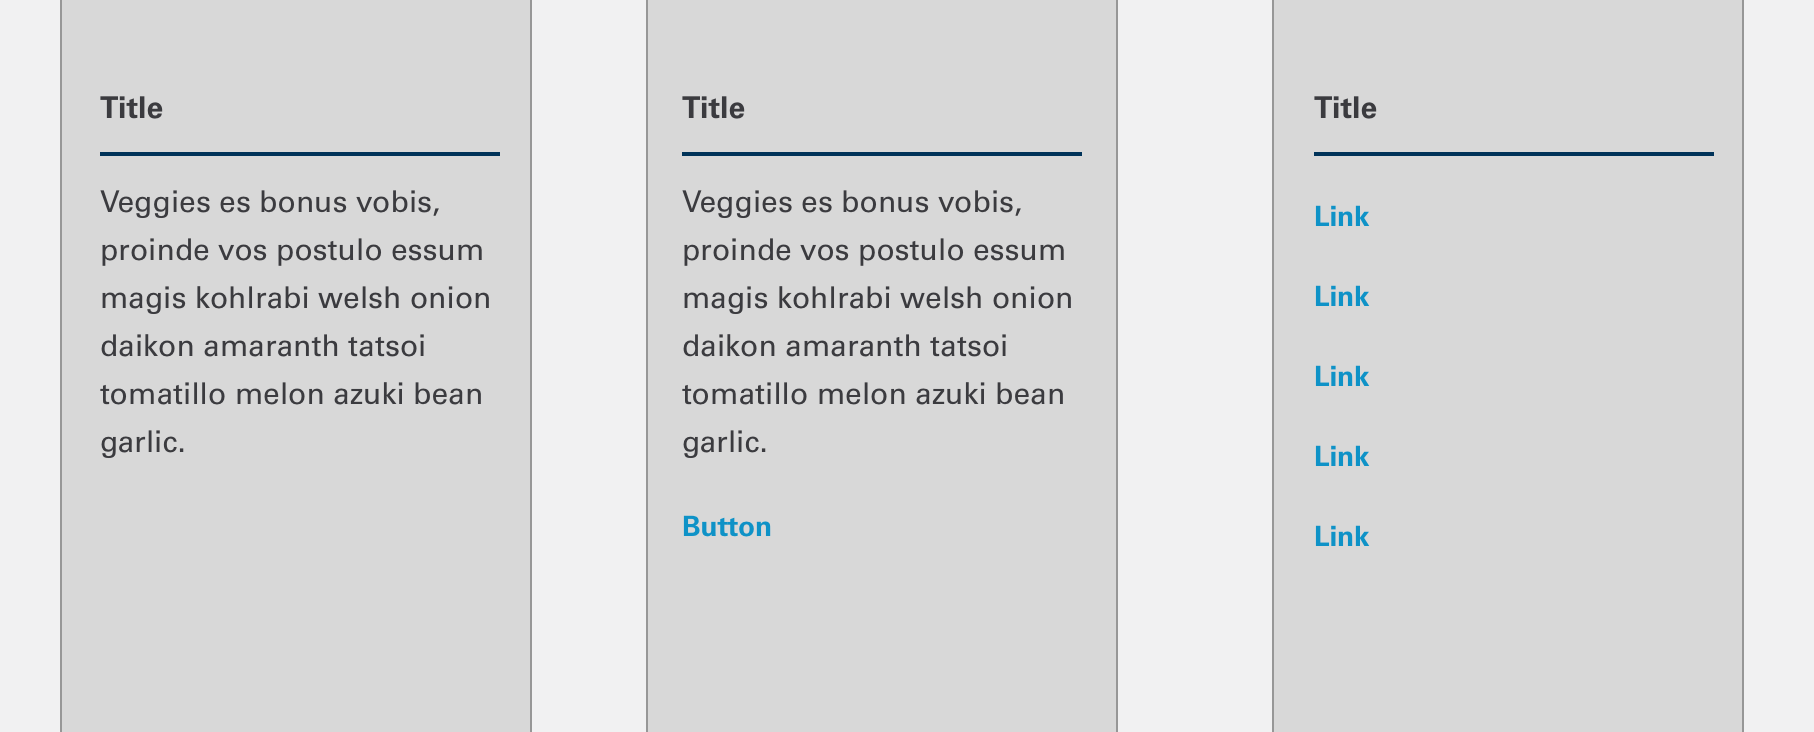 Title
Veggies es bonus vobis,
proinde vos postulo essum
magis kohlrabi welsh onion
daikon amaranth tatsoi
tomatillo melon azuki bean
garlic.
Title
Veggies es bonus vobis,
proinde vos postulo essum
magis kohlrabi welsh onion
daikon amaranth tatsoi
tomatillo melon azuki bean
garlic.
Button
Title
Link
Link
Link
Link
Link